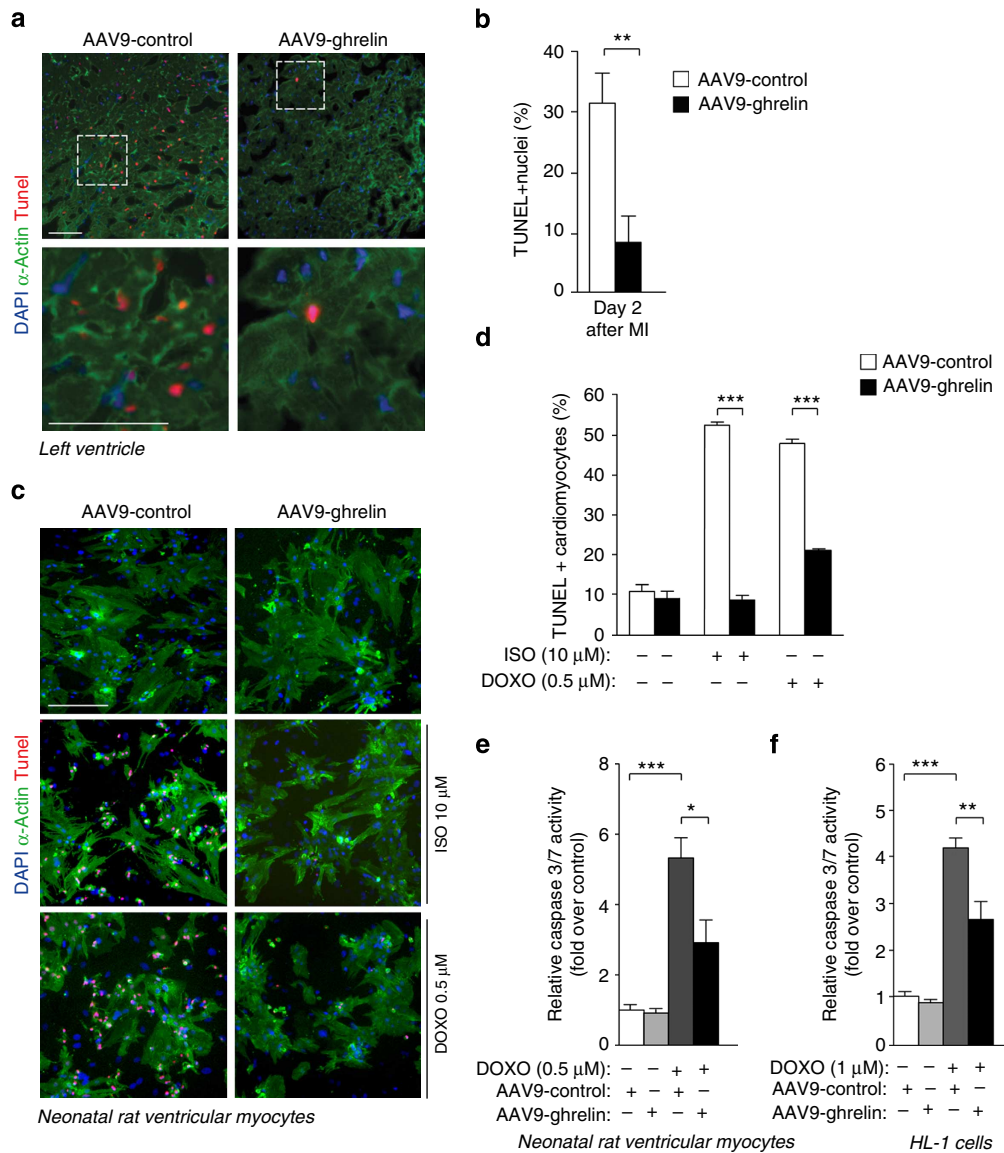 a
AAV9-control AAV9-ghrelin
DAPI α-Actin Tunel
Left ventricle
b
40
30
20
10
0
TUNEL+nuclei (%)
**
AAV9-control
AAV9-ghrelin
Day 2
after MI
c
AAV9-control AAV9-ghrelin
DAPI α-Actin Tunel
ISO 10 μM
DOXO 0.5 μM
Neonatal rat ventricular myocytes
d
AAV9-control
AAV9-ghrelin
60
50
40
30
20
10
0
TUNEL + cardiomyocytes (%)
*** ***
ISO (10 μM): – – + + – –
DOXO (0.5 μM): – – – – + +
e
8
6
4
2
0
Relative caspase 3/7 activity
(fold over control)
***
*
DOXO (0.5 μM): – – + +
AAV9-control: + – + –
AAV9-ghrelin: – + – +
Neonatal rat ventricular myocytes
f
6
5
4
3
2
1
0
Relative caspase 3/7 activity
(fold over control)
***
**
DOXO (1 μM): – – + +
AAV9-control: + – + –
AAV9-ghrelin: – + – +
HL-1 cells